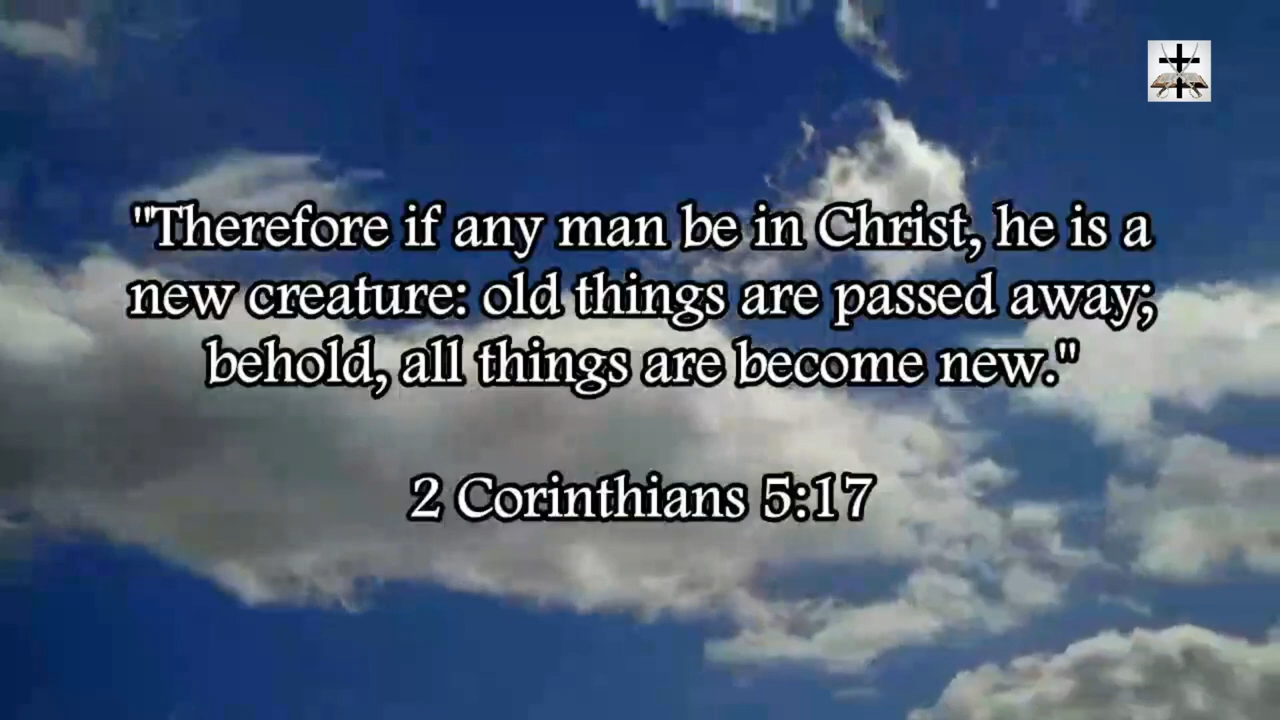 "Therefore if any man be in Christ, he is a
new creature: old things are passed away;
behold, all things are become new."
2 Corinthians 5:17